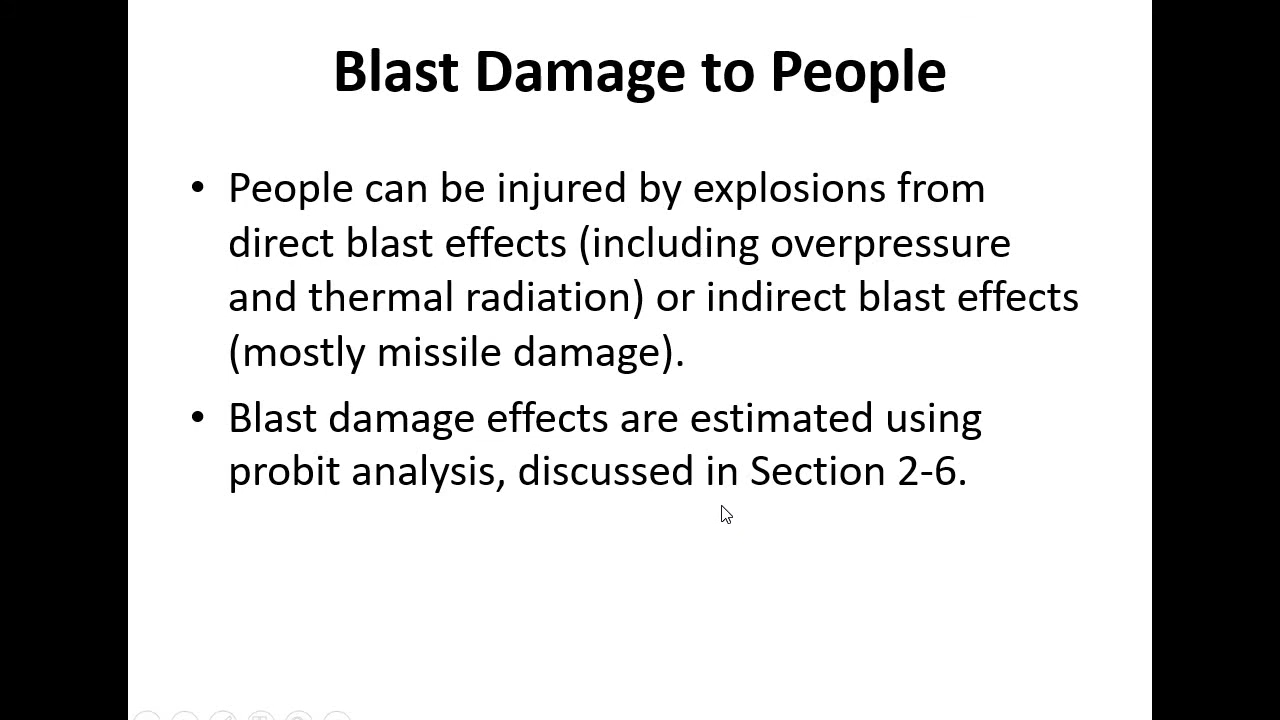 Blast Damage to People
• People can be injured by explosions from
direct blast effects (including overpressure
and thermal radiation) or indirect blast effects
(mostly missile damage).
• Blast damage effects are estimated using
probit analysis, discussed in Section 2-6.